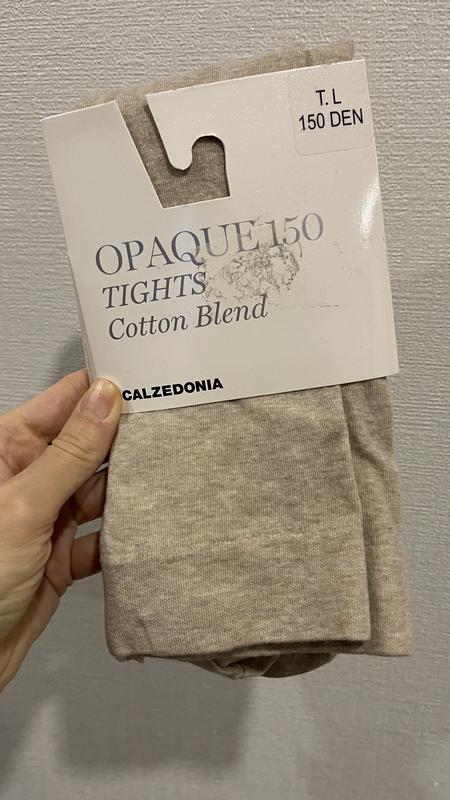 T. L
150 DEN
OPAQUE 150
TIGHTS
Cotton Blend
CALZEDONIA